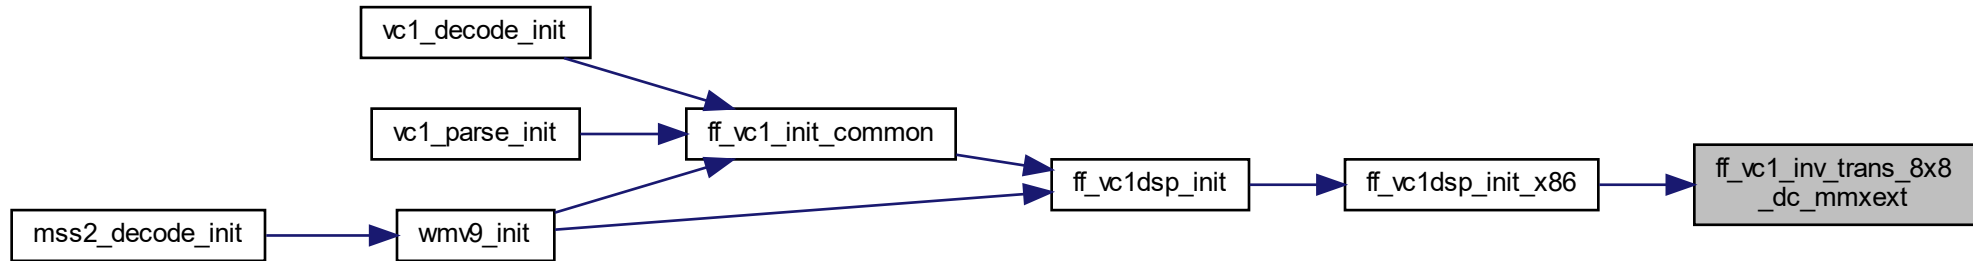 vc1_decode_init
vc1_parse_init
ff_vc1_init_common
mss2_decode_init
wmv9_init
ff_vc1dsp_init
ff_vc1dsp_init_x86
ff_vc1_inv_trans_8x8
_dc_mmxext